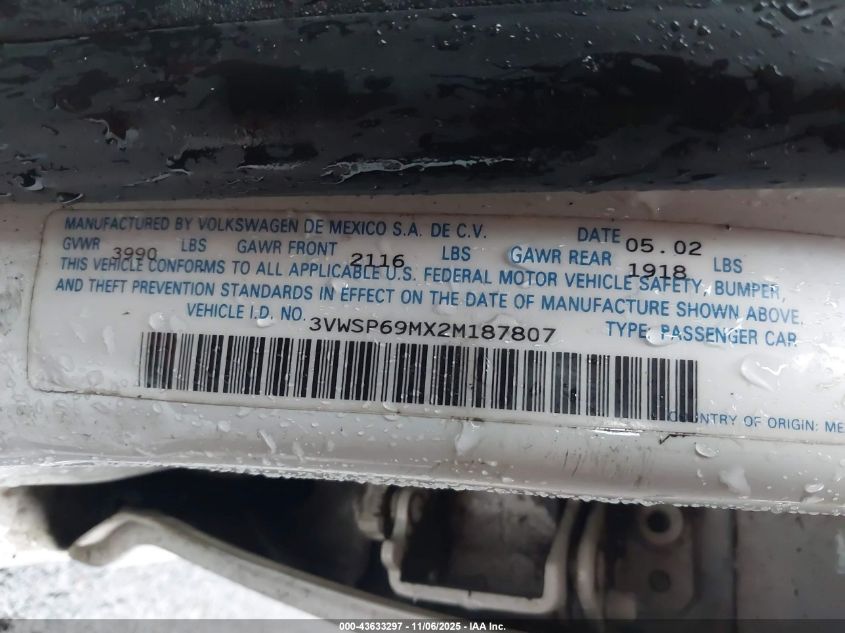 MANUFACTURED BY VOLKSWAGEN DE MEXICO S.A. DE C.V. DATE 05.02
GVWR 3990 LBS GAWR FRONT 2116 LBS GAWR REAR 1918 LBS
THIS VEHICLE CONFORMS TO ALL APPLICABLE U.S. FEDERAL MOTOR VEHICLE SAFETY, BUMPER,
AND THEFT PREVENTION STANDARDS IN EFFECT ON THE DATE OF MANUFACTURE SHOWN ABOVE.
VEHICLE I.D. NO. 3VWSP69MX2M187807 TYPE: PASSENGER CAR
COUNTRY OF ORIGIN: ME
000-43633297 - 11/06/2025 - IAA Inc.